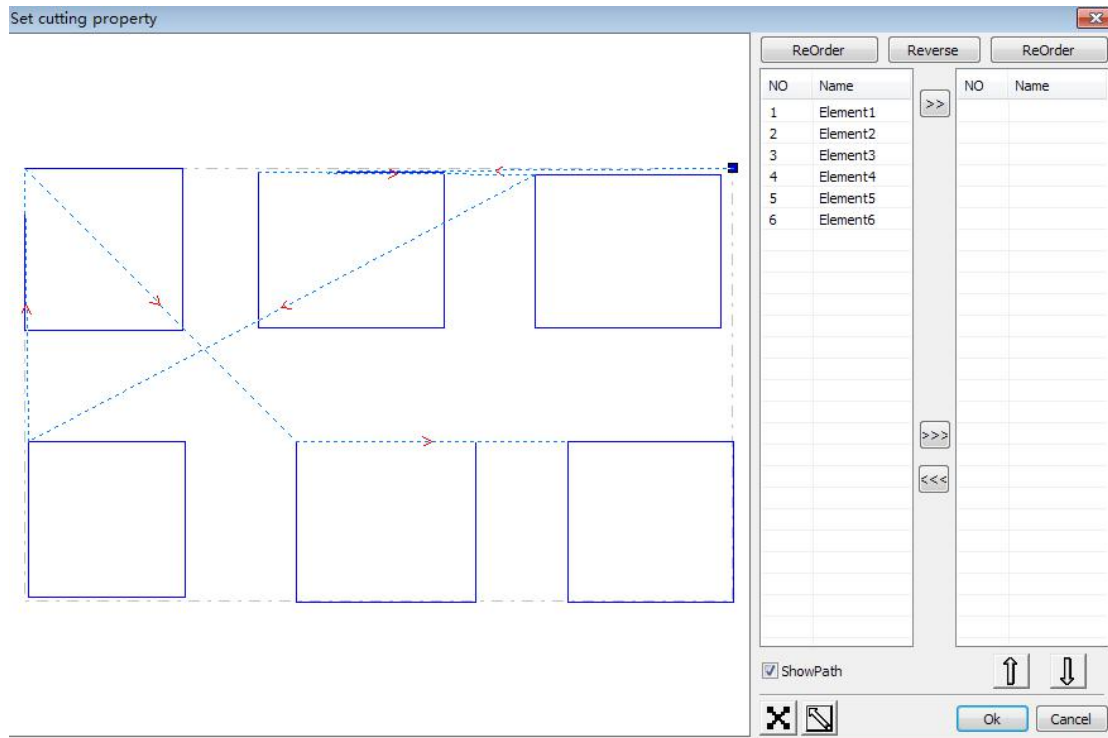 Set cutting property
ReOrder Reverse ReOrder
NO Name >> NO Name
1 Element1
2 Element2
3 Element3
4 Element4
5 Element5
6 Element6
>>>
<<<
ShowPath
Ok Cancel